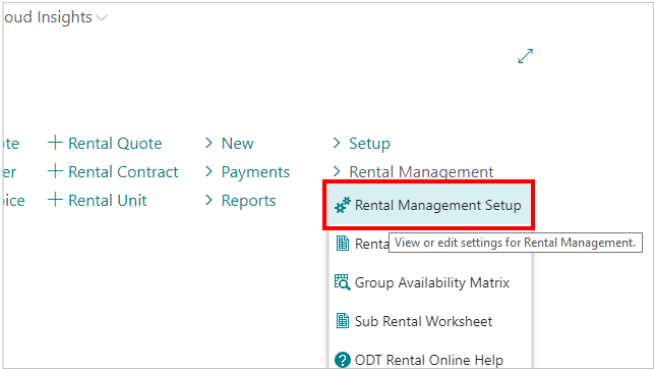 oud Insights
ote + Rental Quote > New > Setup
er + Rental Contract > Payments > Rental Management
ice + Rental Unit > Reports
Rental Management Setup
Renta
View or edit settings for Rental Management.
Group Availability Matrix
Sub Rental Worksheet
ODT Rental Online Help